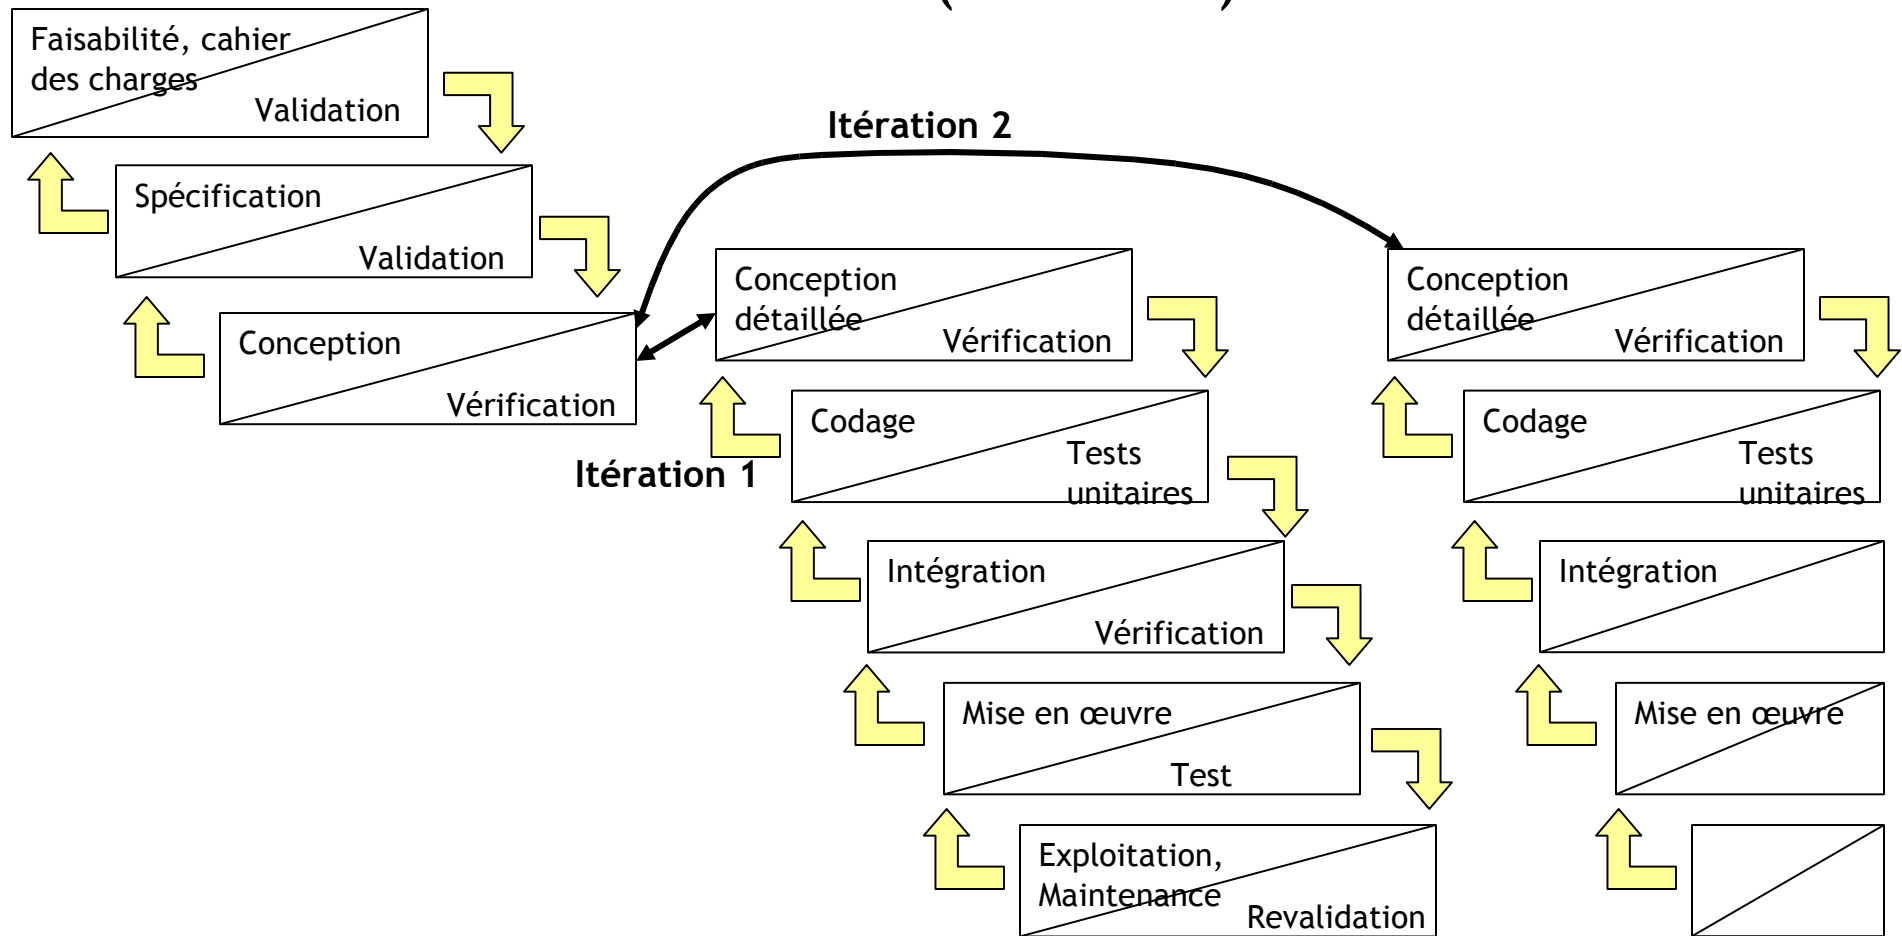 Faisabilité, cahier
des charges
Validation
Itération 2
Spécification
Validation
Conception
Vérification
Itération 1
Conception
détaillée
Vérification
Codage
Tests
unitaires
Intégration
Vérification
Mise en œuvre
Test
Exploitation,
Maintenance
Revalidation
Conception
détaillée
Vérification
Codage
Tests
unitaires
Intégration
Mise en œuvre